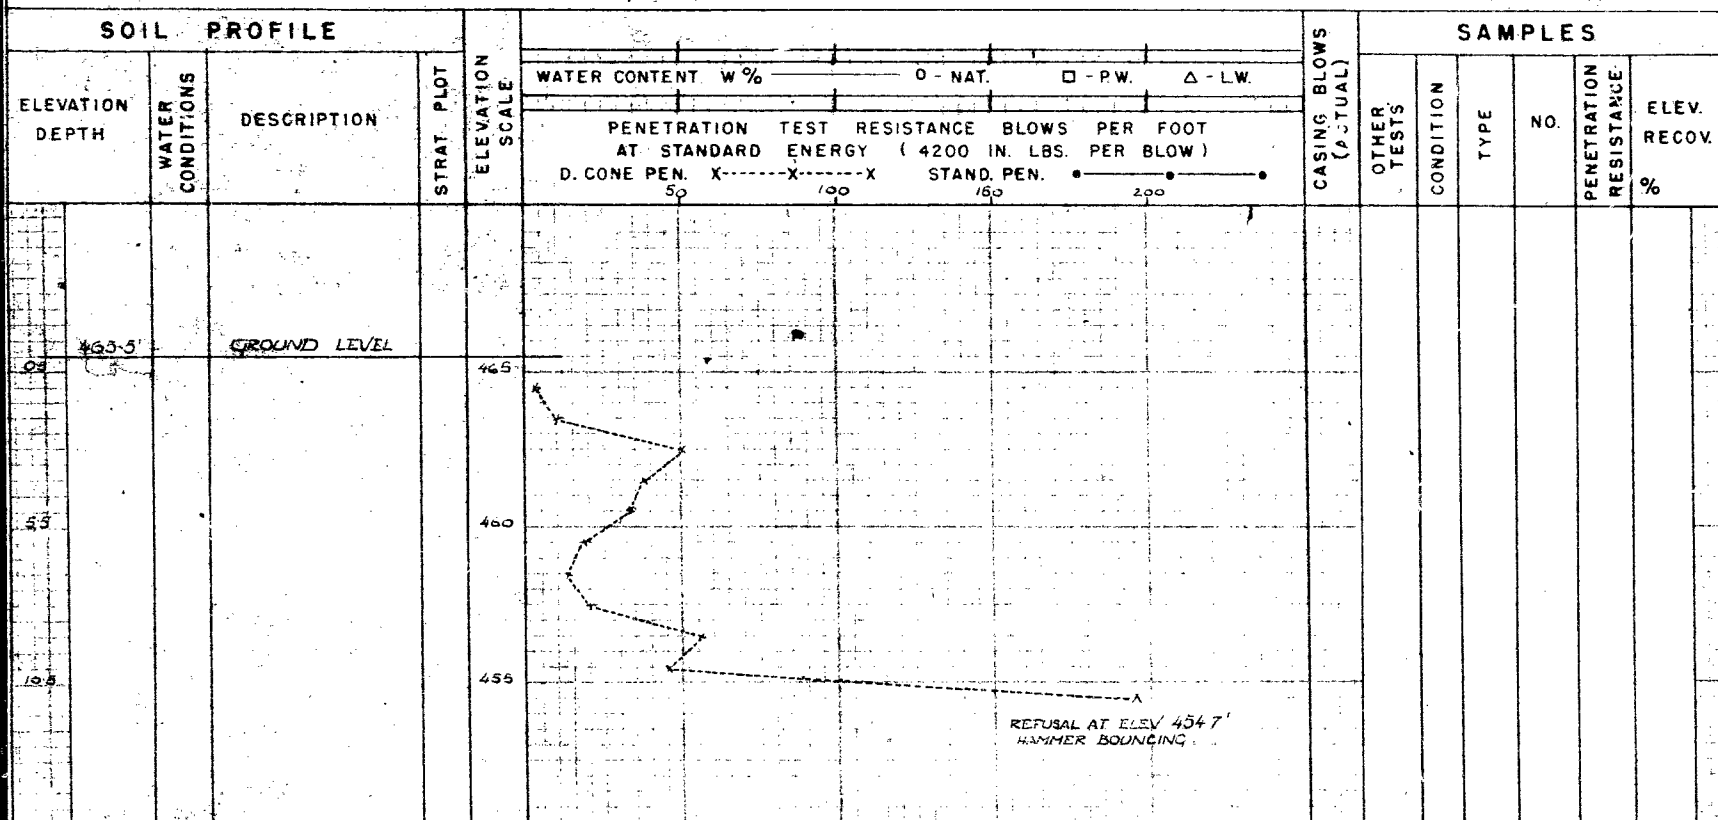 SOIL PROFILE
ELEVATION DEPTH
WATER CONDITIONS
DESCRIPTION
STRAT PLOT
ELEVATION SCALE
WATER CONTENT W % O - NAT. □ - P.W. △ - L.W.
PENETRATION TEST RESISTANCE BLOWS PER FOOT
AT STANDARD ENERGY ( 4200 IN. LBS. PER BLOW )
D. CONE PEN. X-------X-------X STAND. PEN.
50 100 150 200
CASING BLOWS (ACTUAL)
SAMPLES
OTHER TESTS
CONDITION
TYPE
NO.
PENETRATION RESISTANCE
ELEV. RECOV. %
465.5' GROUND LEVEL
0.5 465
5.5 460
10.5 455
REFUSAL AT ELEV 454.7'
HAMMER BOUNCING